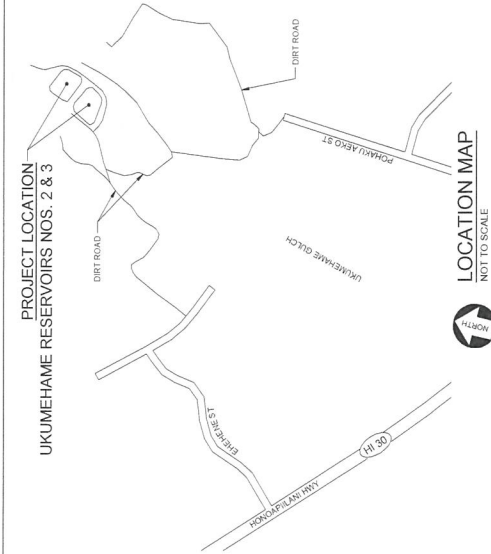 PROJECT LOCATION
UKUMEHAME RESERVOIRS NOS. 2 & 3
DIRT ROAD
DIRT ROAD
POHAKU AEKO ST
UKUMEHAME GULCH
EHEHENE ST
HONOAPIILANI HWY
HI 30
NORTH
LOCATION MAP
NOT TO SCALE